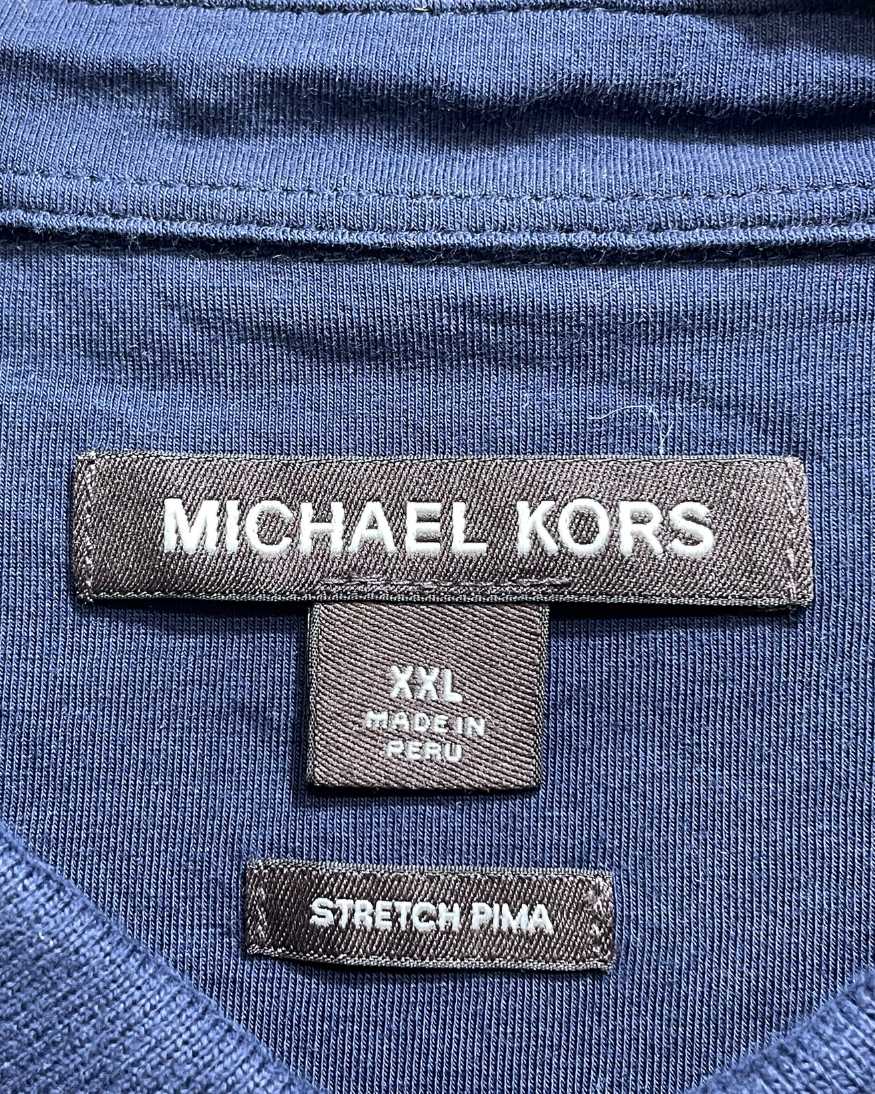 MICHAEL KORS
XXL
MADE IN
PERU
STRETCH PIMA